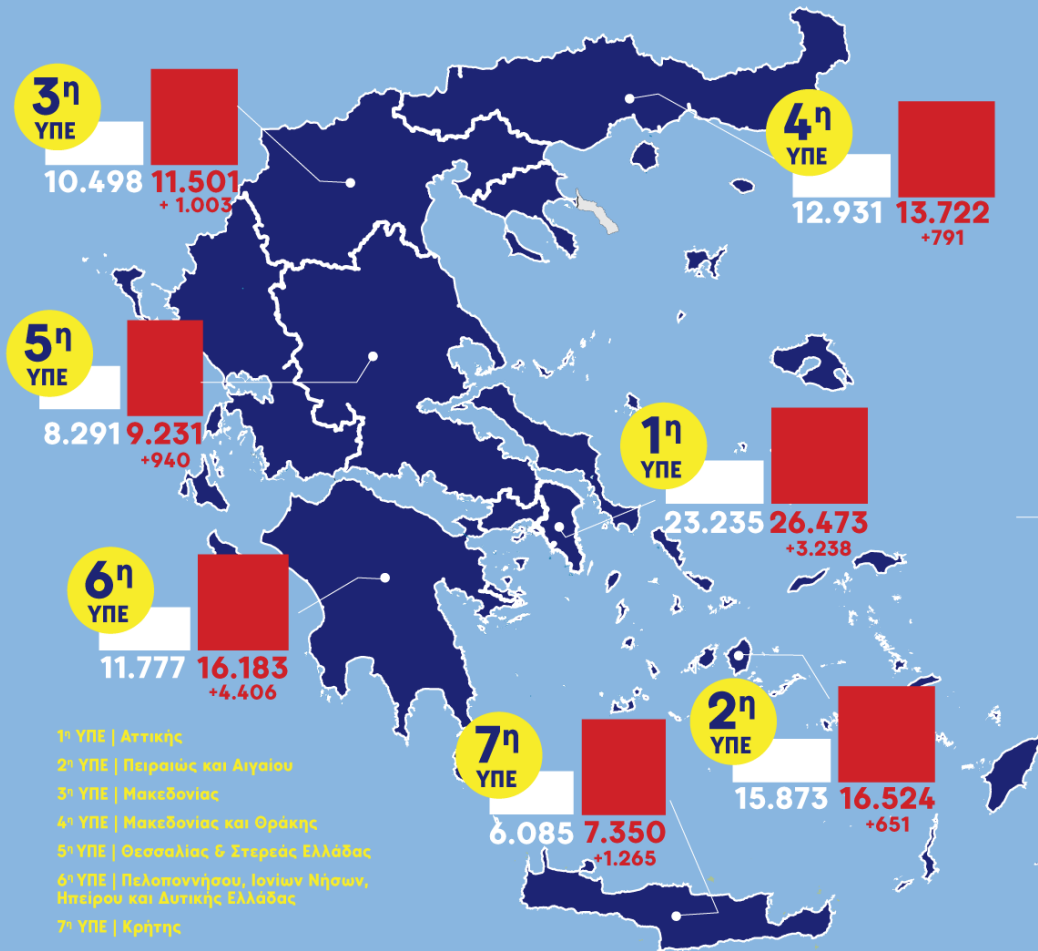 3η
ΥΠΕ
10.498
11.501
+ 1.003
4η
ΥΠΕ
12.931
13.722
+791
5η
ΥΠΕ
8.291
9.231
+940
1η
ΥΠΕ
23.235
26.473
+3.238
6η
ΥΠΕ
11.777
16.183
+4.406
7η
ΥΠΕ
6.085
7.350
+1.265
2η
ΥΠΕ
15.873
16.524
+651
1η ΥΠΕ | Αττικής
2η ΥΠΕ | Πειραιώς και Αιγαίου
3η ΥΠΕ | Μακεδονίας
4η ΥΠΕ | Μακεδονίας και Θράκης
5η ΥΠΕ | Θεσσαλίας & Στερεάς Ελλάδας
6η ΥΠΕ | Πελοποννήσου, Ιονίων Νήσων,
Ηπείρου και Δυτικής Ελλάδας
7η ΥΠΕ | Κρήτης